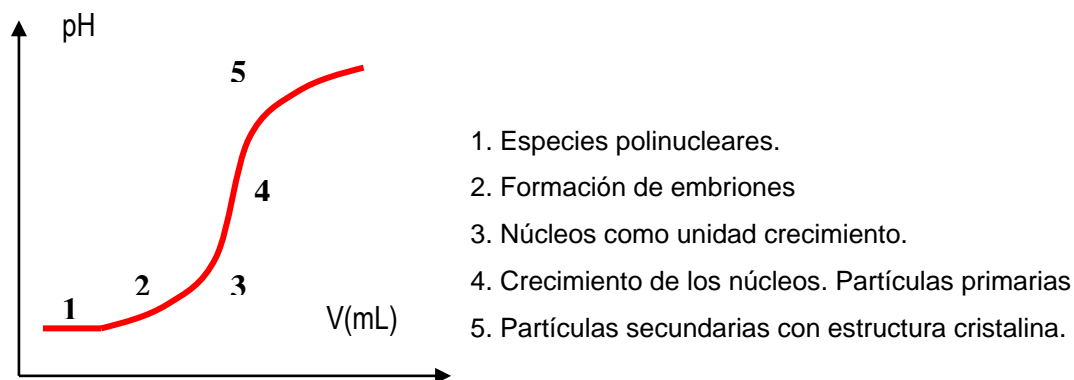 pH
5
4
2
3
1
V(mL)
1. Especies polinucleares.
2. Formación de embriones
3. Núcleos como unidad crecimiento.
4. Crecimiento de los núcleos. Partículas primarias
5. Partículas secundarias con estructura cristalina.